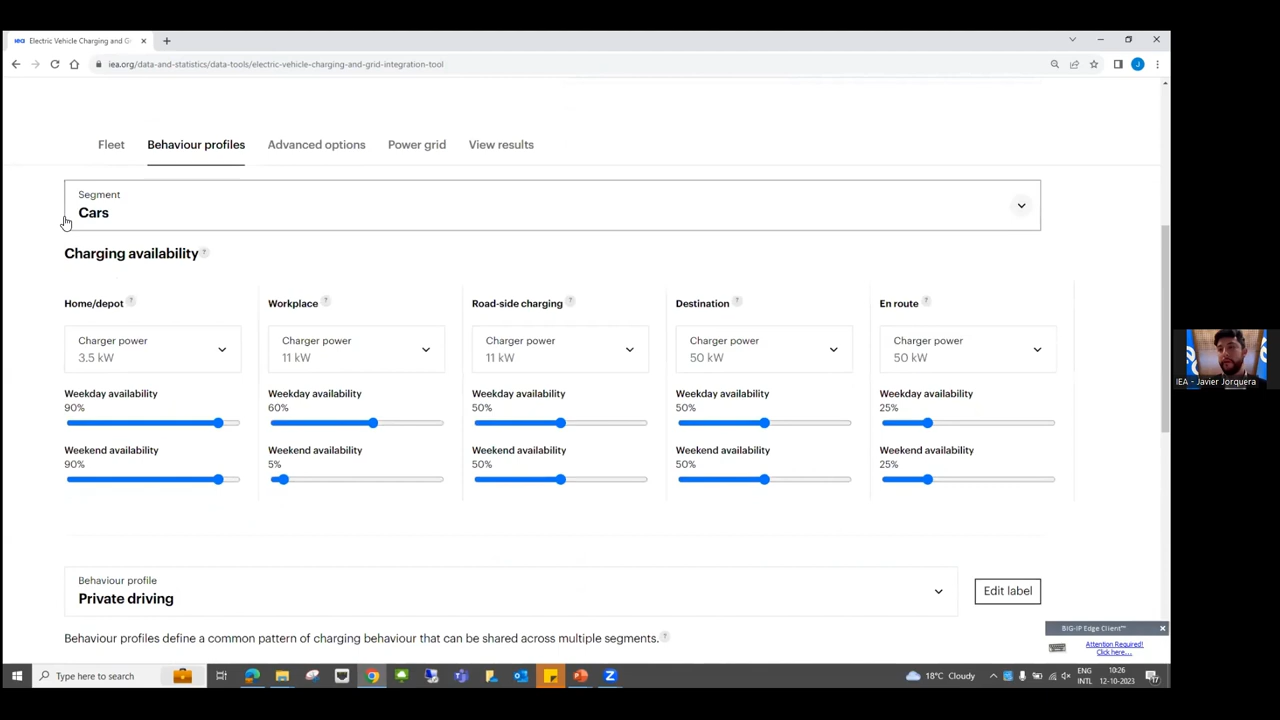 iea Electric Vehicle Charging and G
iea.org/data-and-statistics/data-tools/electric-vehicle-charging-and-grid-integration-tool
J
Fleet Behaviour profiles Advanced options Power grid View results
Segment
Cars
Charging availability ?
Home/depot ? Workplace ? Road-side charging ? Destination ? En route ?
Charger power Charger power Charger power Charger power Charger power
3.5 kW 11 kW 11 kW 50 kW 50 kW
Weekday availability Weekday availability Weekday availability Weekday availability Weekday availability
90% 60% 50% 50% 25%
Weekend availability Weekend availability Weekend availability Weekend availability Weekend availability
90% 5% 50% 50% 25%
IEA - Javier Jorquera
Behaviour profile
Private driving
Edit label
Behaviour profiles define a common pattern of charging behaviour that can be shared across multiple segments. ?
BIG-IP Edge Client™
Attention Required!
Click here...
Type here to search
18°C Cloudy
ENG
INTL
10:26
12-10-2023